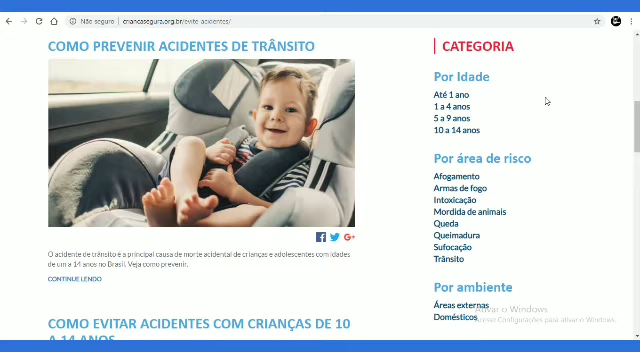 Não seguro
criancasegura.org.br/evite-acidentes/
COMO PREVENIR ACIDENTES DE TRÂNSITO
O acidente de trânsito é a principal causa de morte acidental de crianças e adolescentes com idades
de um a 14 anos no Brasil. Veja como prevenir.
CONTINUE LENDO
COMO EVITAR ACIDENTES COM CRIANÇAS DE 10
A 14 ANOS
CATEGORIA
Por Idade
Até 1 ano
1 a 4 anos
5 a 9 anos
10 a 14 anos
Por área de risco
Afogamento
Armas de fogo
Intoxicação
Mordida de animais
Queda
Queimadura
Sufocação
Trânsito
Por ambiente
Áreas externas
Domésticos
Ativar o Windows
Acesse Configurações para ativar o Windows.